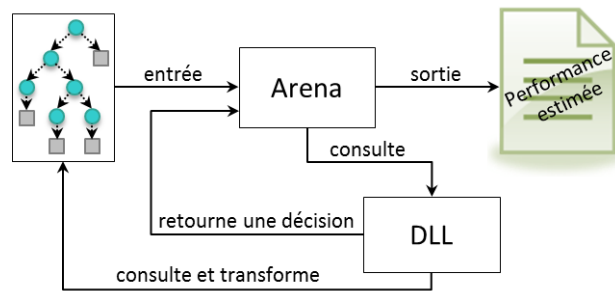 entrée
Arena
sortie
Performance
estimée
consulte
retourne une décision
DLL
consulte et transforme